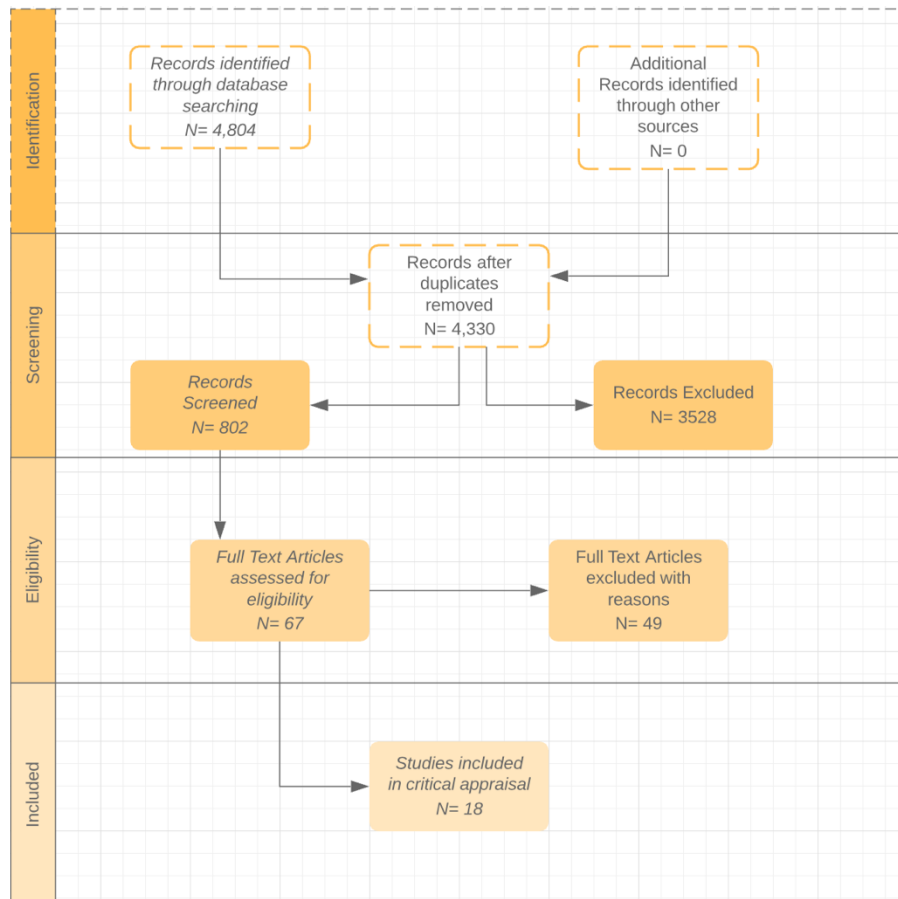 Identification
Records identified
through database
searching
N= 4,804
Additional
Records identified
through other
sources
N= 0
Screening
Records after
duplicates
removed
N= 4,330
Records
Screened
N= 802
Records Excluded
N= 3528
Eligibility
Full Text Articles
assessed for
eligibility
N= 67
Full Text Articles
excluded with
reasons
N= 49
Included
Studies included
in critical appraisal
N= 18